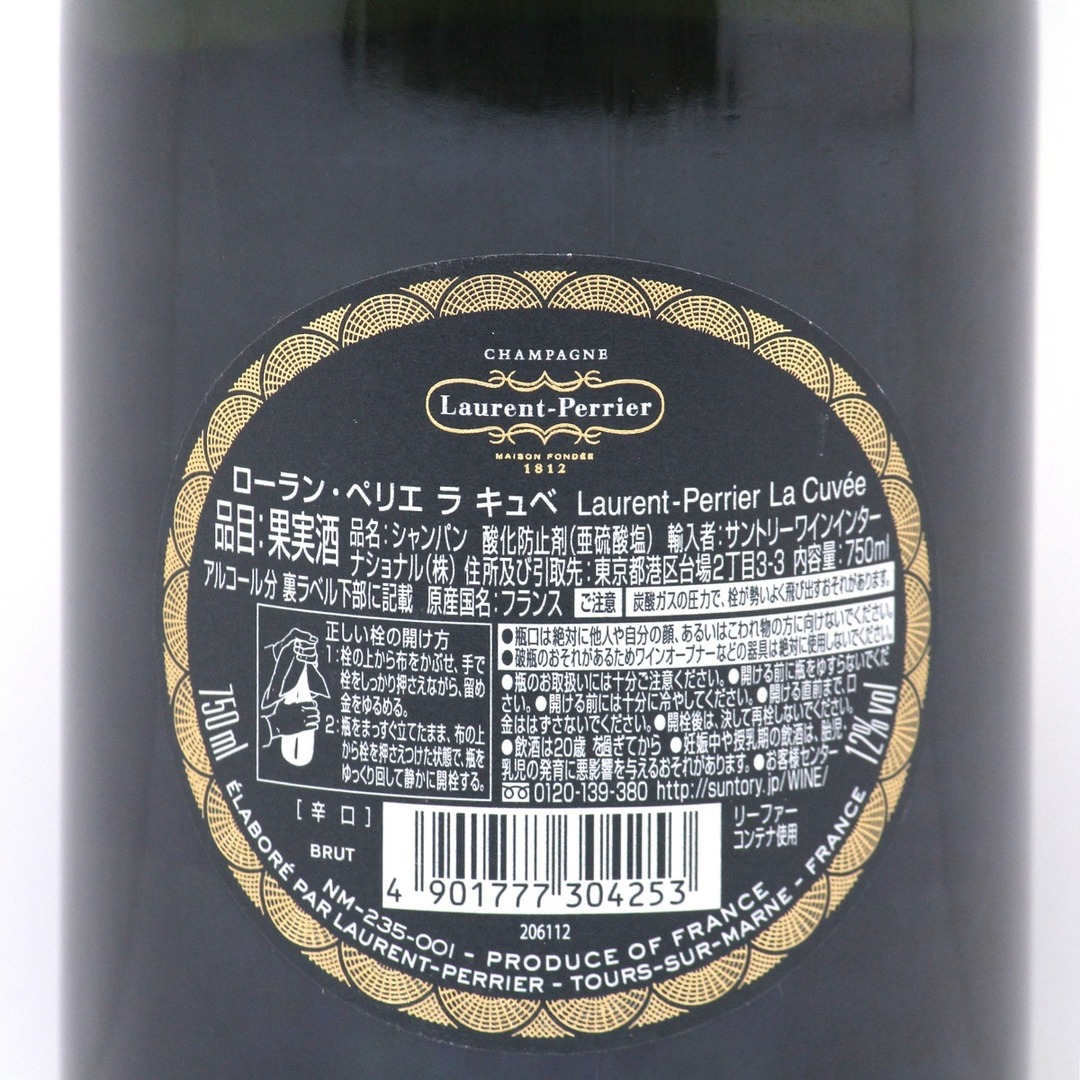 CHAMPAGNE
Laurent-Perrier
MAISON FONDÉE
1812
ローラン・ペリエ ラ キュベ Laurent-Perrier La Cuvée
品目:果実酒 品名:シャンパン 酸化防止剤(亜硫酸塩) 輸入者:サントリーワインインター
ナショナル(株) 住所及び引取先:東京都港区台場2丁目3-3 内容量:750ml
アルコール分 裏ラベル下部に記載 原産国名:フランス ご注意 炭酸ガスの圧力で、栓が勢いよく飛び出すおそれがあります。
正しい栓の開け方
1:栓の上から布をかぶせ、手で
栓をしっかり押さえながら、留め
金をゆるめる。
2:瓶をまっすぐ立てたまま、布の上
から栓を押さえつけた状態で、瓶を
ゆっくり回して静かに開栓する。
●瓶口は絶対に他人や自分の顔、あるいはこわれ物の方に向けないでください。
●破瓶のおそれがあるためワインオープナーなどの器具は絶対に使用しないでください。
●瓶のお取扱いには十分ご注意ください。●開ける前に瓶をゆすらないでくだ
さい。●開ける前には十分に冷やしてください。●開ける直前まで、口
金ははずさないでください。●開栓後は、決して再栓しないでください。
●飲酒は20歳を過ぎてから ●妊娠中や授乳期の飲酒は、胎児・
乳児の発育に悪影響を与えるおそれがあります。●お客様センター
0120-139-380 http://suntory.jp/WINE/
750ml
12% vol
[辛口]
BRUT
リーファー
コンテナ使用
4 901777 304253
206112
NM-235-001 - PRODUCE OF FRANCE
ÉLABORÉ PAR LAURENT-PERRIER - TOURS-SUR-MARNE - FRANCE